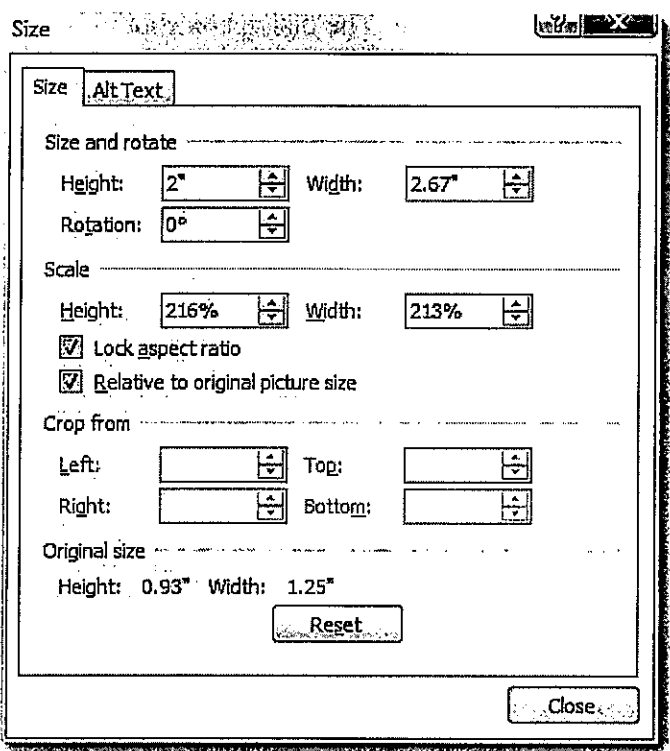 Size ? X
Size Alt Text
Size and rotate
Height: 2" Width: 2.67"
Rotation: 0°
Scale
Height: 216% Width: 213%
Lock aspect ratio
Relative to original picture size
Crop from
Left: Top:
Right: Bottom:
Original size
Height: 0.93" Width: 1.25"
Reset
Close